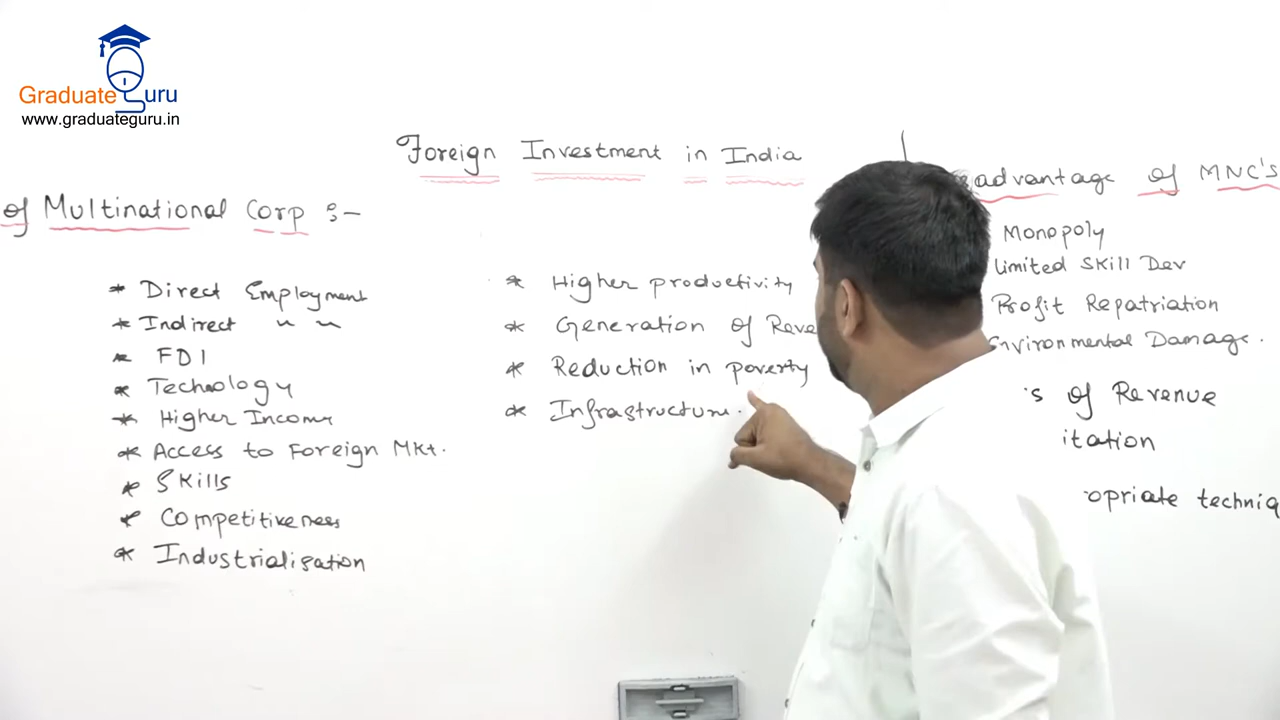 Graduate Guru
www.graduateguru.in
Foreign Investment in India
of Multinational Corp :-
* Direct Employment
* Indirect " "
* FDI
* Technology
* Higher Income
* Access to Foreign Mkt.
* Skills
* Competitiveness
* Industrialisation
* Higher productivity
* Generation of Reve
* Reduction in poverty
* Infrastructure.
advantage of MNC's
Monopoly
Limited Skill Dev
Profit Repatriation
Environmental Damage.
's of Revenue
itation
opriate techniq